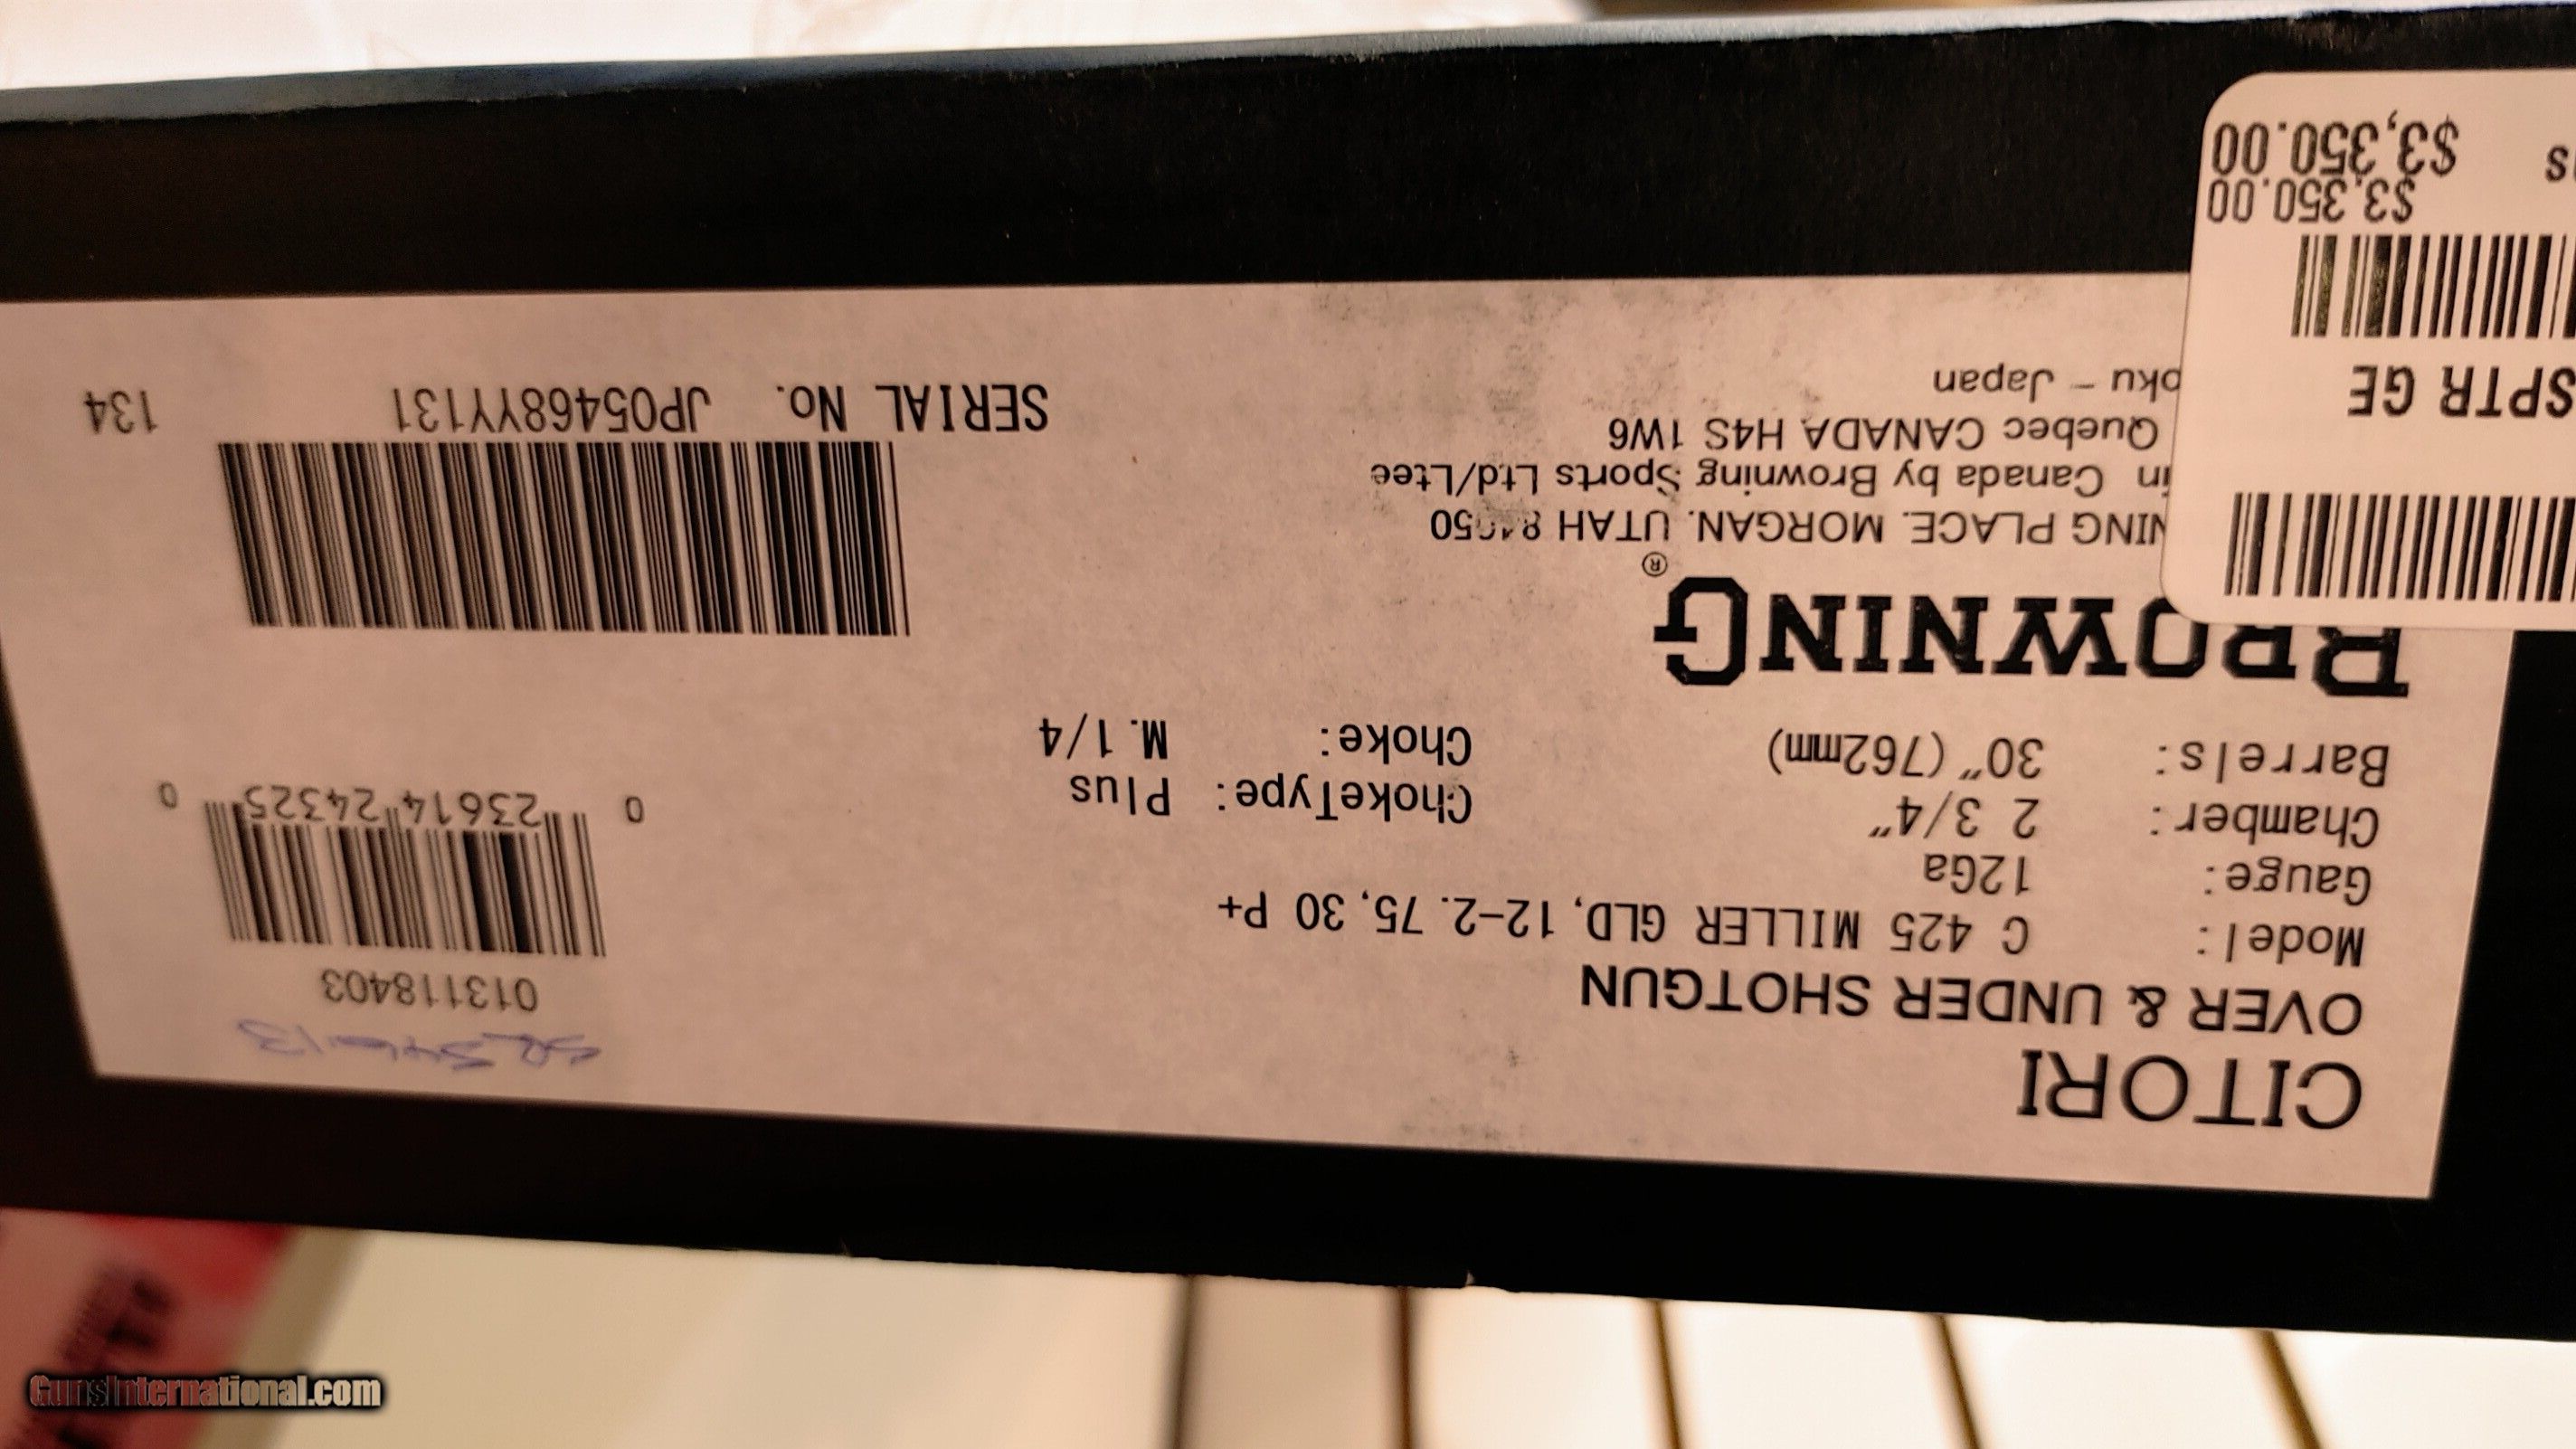 CITORI
OVER & UNDER SHOTGUN
Model: C 425 MILLER GLD, 12-2.75, 30 P+
Gauge: 12Ga
Chamber: 2 3/4" ChokeType: Plus
Barrels: 30" (762mm) Choke: M.1/4
BROWNING®
NING PLACE. MORGAN. UTAH 84050
in Canada by Browning Sports Ltd/Ltee
Quebec CANADA H4S 1W6
oku - Japan
013118403
0 23614 24325 0
SERIAL No. JP05468YY131 134
SPTR GE
$3,350.00
$3,350.00
GunsInternational.com